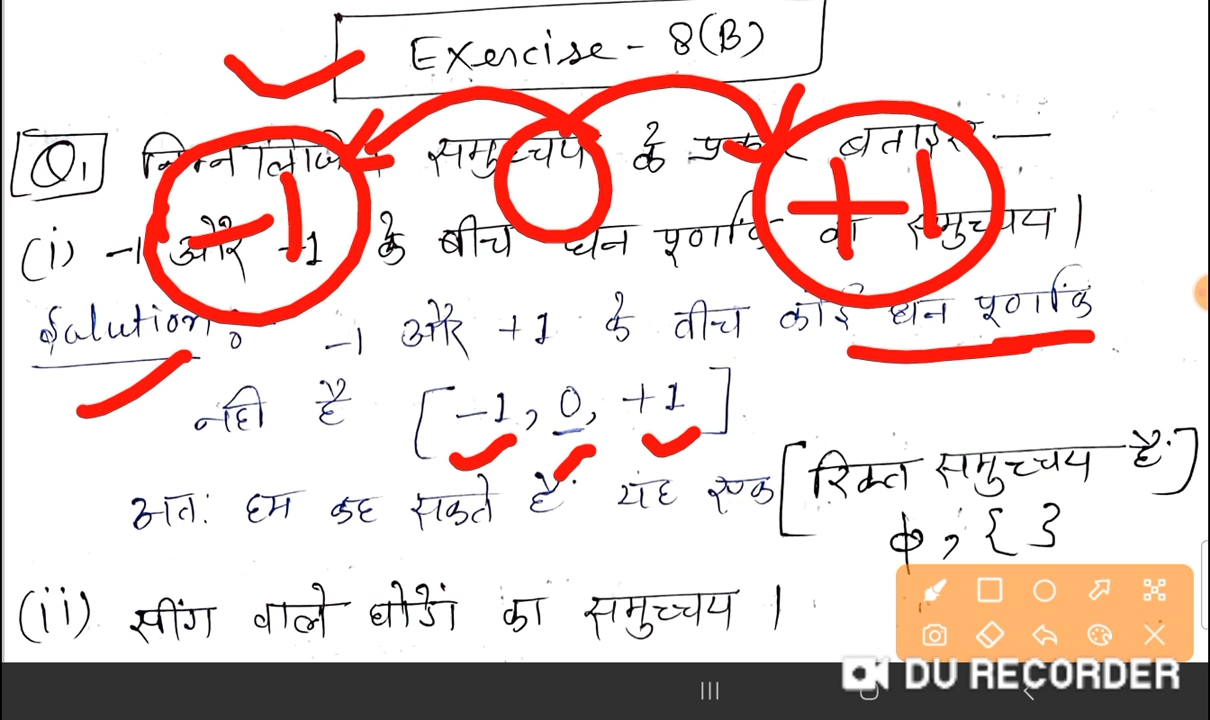 Exercise - 8(B)
Q1 निम्नलिखित समुच्चय के प्रकार बताइए —
(i) -1 और +1 के बीच धन पूर्णांक का समुच्चय |
-1 +1
Solution : -1 और +1 के बीच कोई धन पूर्णांक
नही है [-1, 0, +1]
अतः हम कह सकते हैं यह एक [रिक्त समुच्चय है]
ϕ, { }
(ii) सींग वाले घोडों का समुच्चय |
DU RECORDER